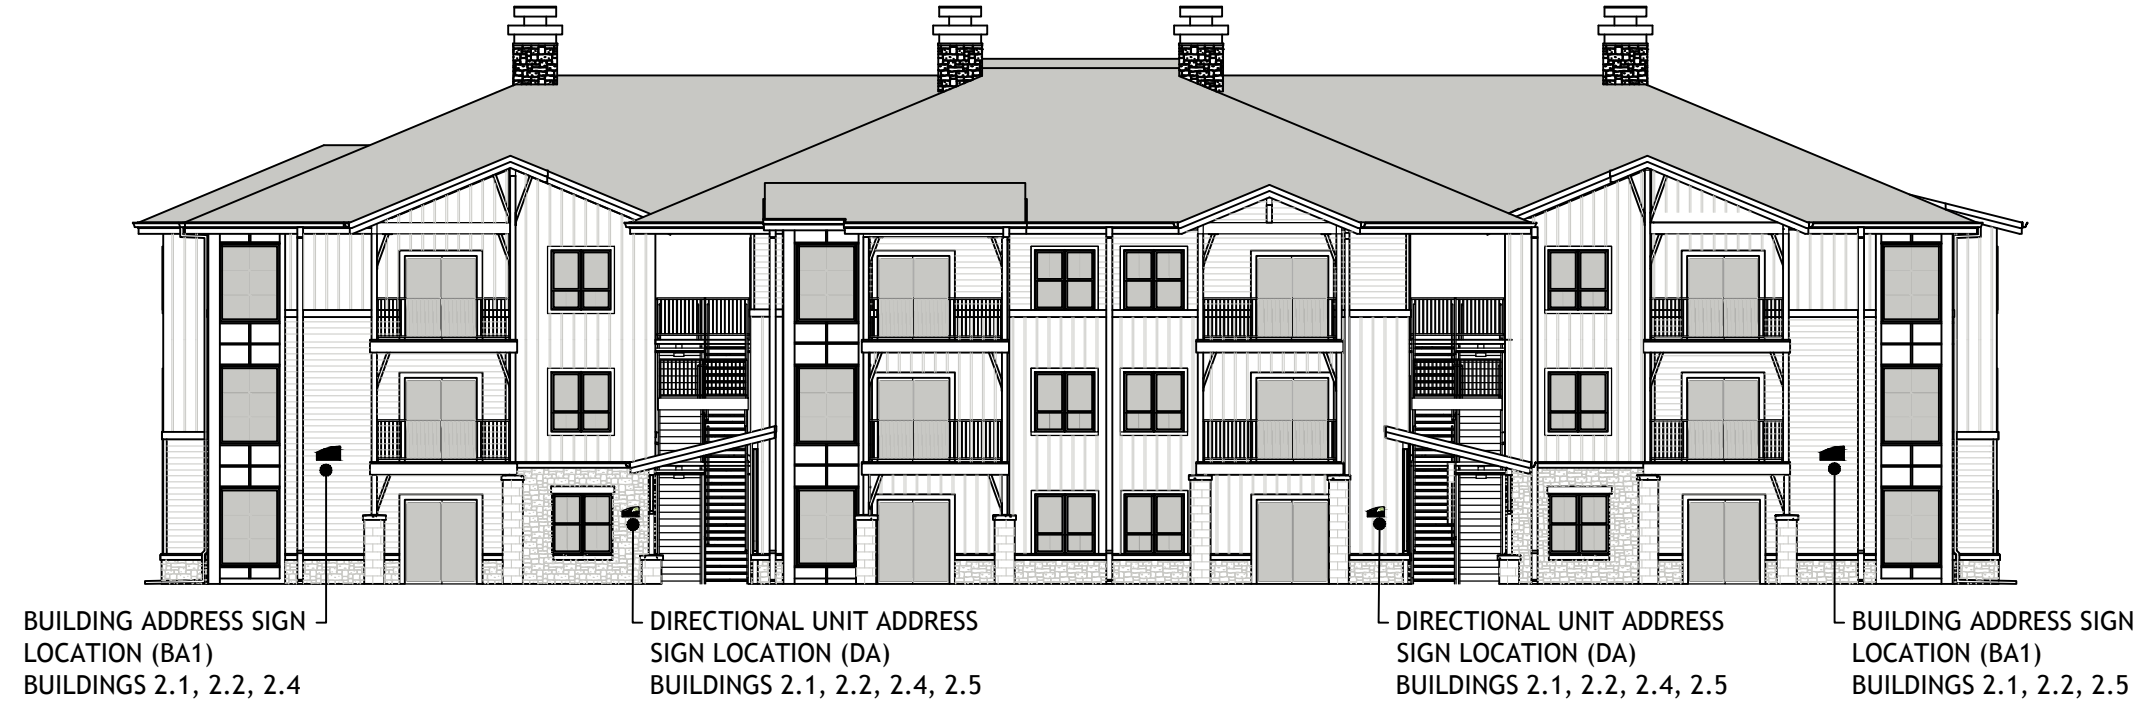 BUILDING ADDRESS SIGN
LOCATION (BA1)
BUILDINGS 2.1, 2.2, 2.4
DIRECTIONAL UNIT ADDRESS
SIGN LOCATION (DA)
BUILDINGS 2.1, 2.2, 2.4, 2.5
DIRECTIONAL UNIT ADDRESS
SIGN LOCATION (DA)
BUILDINGS 2.1, 2.2, 2.4, 2.5
BUILDING ADDRESS SIGN
LOCATION (BA1)
BUILDINGS 2.1, 2.2, 2.5